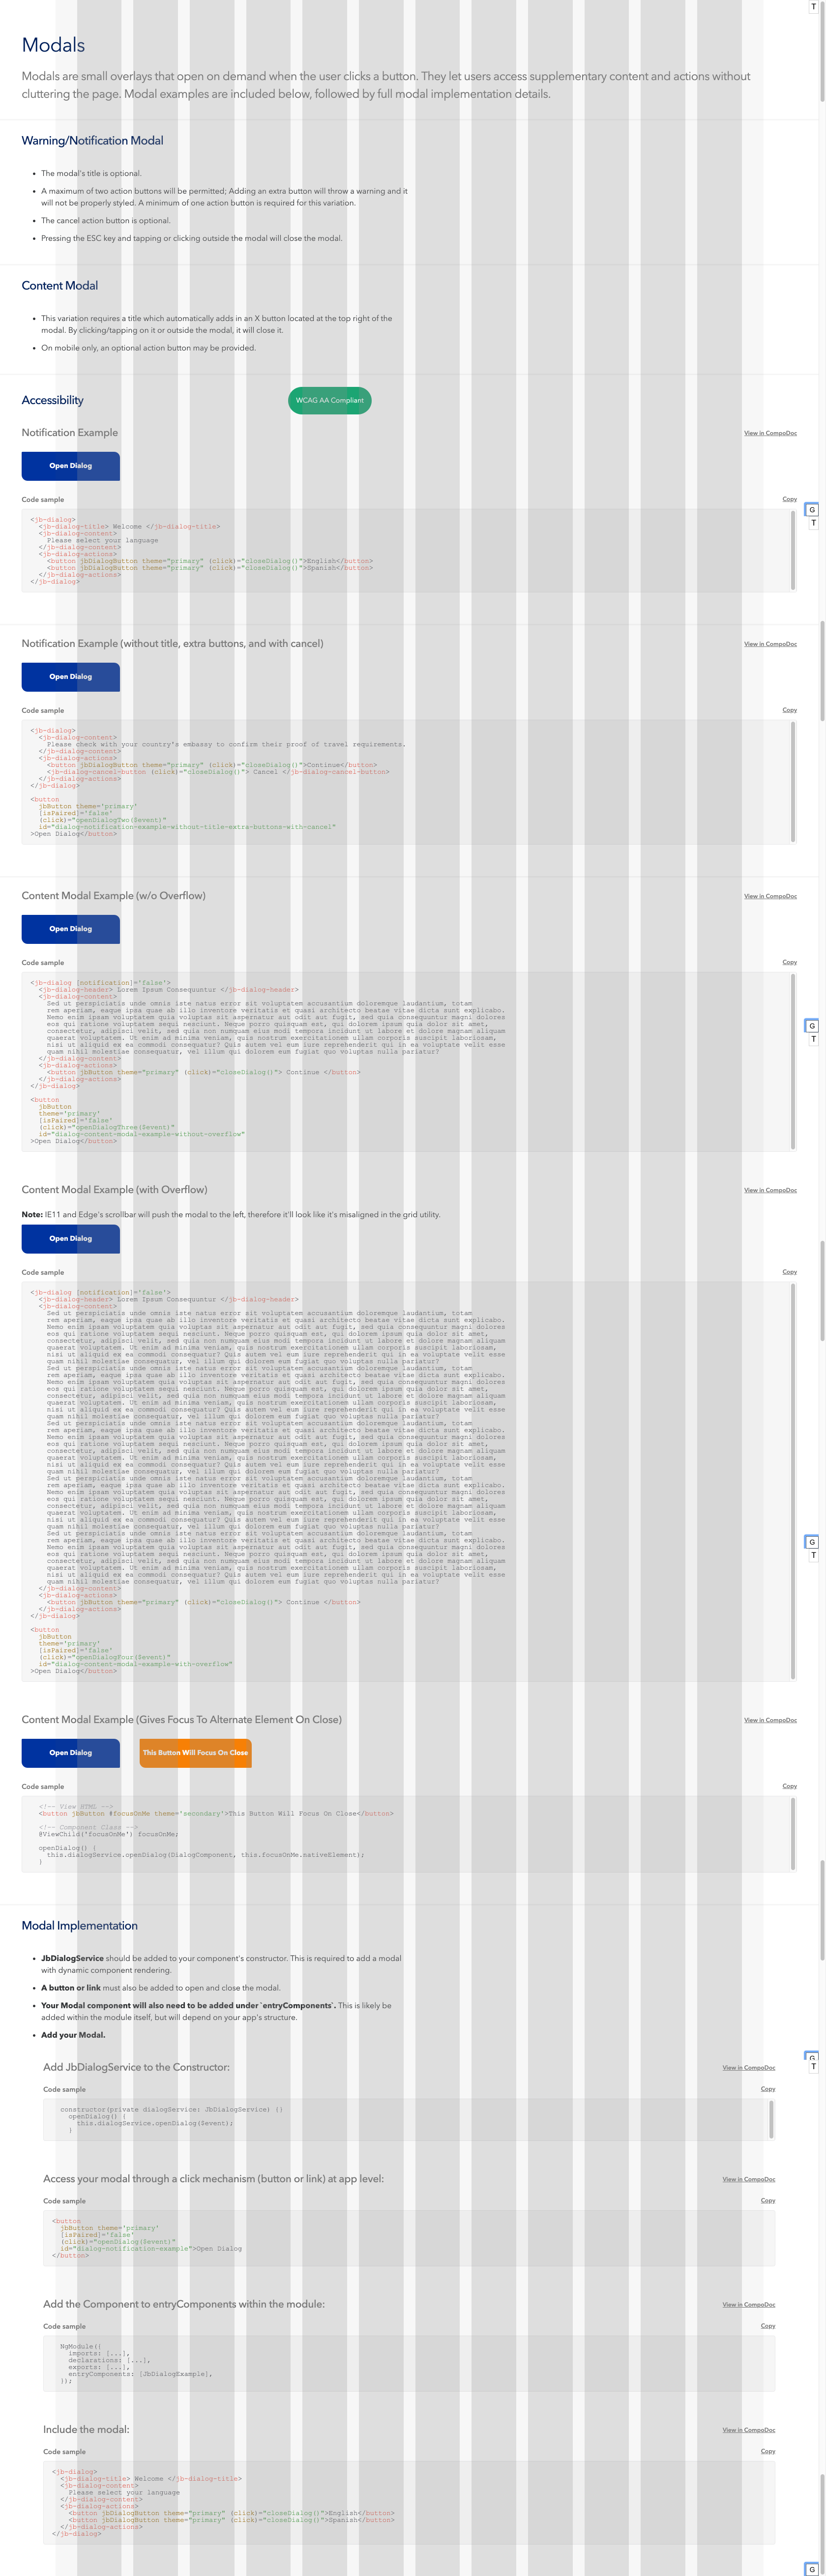 T
Modals
Modals are small overlays that open on demand when the user clicks a button. They let users access supplementary content and actions without
cluttering the page. Modal examples are included below, followed by full modal implementation details.
Warning/Notification Modal
• The modal's title is optional.
• A maximum of two action buttons will be permitted; Adding an extra button will throw a warning and it
will not be properly styled. A minimum of one action button is required for this variation.
• The cancel action button is optional.
• Pressing the ESC key and tapping or clicking outside the modal will close the modal.
Content Modal
• This variation requires a title which automatically adds in an X button located at the top right of the
modal. By clicking/tapping on it or outside the modal, it will close it.
• On mobile only, an optional action button may be provided.
Accessibility
WCAG AA Compliant
Notification Example
View in CompoDoc
Open Dialog
Code sample
Copy
G
T
<jb-dialog>
<jb-dialog-title> Welcome </jb-dialog-title>
<jb-dialog-content>
Please select your language
</jb-dialog-content>
<jb-dialog-actions>
<button jbDialogButton theme="primary" (click)="closeDialog()">English</button>
<button jbDialogButton theme="primary" (click)="closeDialog()">Spanish</button>
</jb-dialog-actions>
</jb-dialog>
Notification Example (without title, extra buttons, and with cancel)
View in CompoDoc
Open Dialog
Code sample
Copy
<jb-dialog>
<jb-dialog-content>
Please check with your country's embassy to confirm their proof of travel requirements.
</jb-dialog-content>
<jb-dialog-actions>
<button jbDialogButton theme="primary" (click)="closeDialog()">Continue</button>
<jb-dialog-cancel-button (click)="closeDialog()"> Cancel </jb-dialog-cancel-button>
</jb-dialog-actions>
</jb-dialog>
<button
jbButton theme='primary'
[isPaired]='false'
(click)="openDialogTwo($event)"
id="dialog-notification-example-without-title-extra-buttons-with-cancel"
>Open Dialog</button>
Content Modal Example (w/o Overflow)
View in CompoDoc
Open Dialog
Code sample
Copy
<jb-dialog [notification]='false'>
<jb-dialog-header> Lorem Ipsum Consequuntur </jb-dialog-header>
<jb-dialog-content>
Sed ut perspiciatis unde omnis iste natus error sit voluptatem accusantium doloremque laudantium, totam
rem aperiam, eaque ipsa quae ab illo inventore veritatis et quasi architecto beatae vitae dicta sunt explicabo.
Nemo enim ipsam voluptatem quia voluptas sit aspernatur aut odit aut fugit, sed quia consequuntur magni dolores
eos qui ratione voluptatem sequi nesciunt. Neque porro quisquam est, qui dolorem ipsum quia dolor sit amet,
consectetur, adipisci velit, sed quia non numquam eius modi tempora incidunt ut labore et dolore magnam aliquam
quaerat voluptatem. Ut enim ad minima veniam, quis nostrum exercitationem ullam corporis suscipit laboriosam,
nisi ut aliquid ex ea commodi consequatur? Quis autem vel eum iure reprehenderit qui in ea voluptate velit esse
quam nihil molestiae consequatur, vel illum qui dolorem eum fugiat quo voluptas nulla pariatur?
</jb-dialog-content>
<jb-dialog-actions>
<button jbButton theme="primary" (click)="closeDialog()"> Continue </button>
</jb-dialog-actions>
</jb-dialog>
G
T
<button
jbButton
theme='primary'
[isPaired]='false'
(click)="openDialogThree($event)"
id="dialog-content-modal-example-without-overflow"
>Open Dialog</button>
Content Modal Example (with Overflow)
View in CompoDoc
Note: IE11 and Edge's scrollbar will push the modal to the left, therefore it'll look like it's misaligned in the grid utility.
Open Dialog
Code sample
Copy
<jb-dialog [notification]='false'>
<jb-dialog-header> Lorem Ipsum Consequuntur </jb-dialog-header>
<jb-dialog-content>
Sed ut perspiciatis unde omnis iste natus error sit voluptatem accusantium doloremque laudantium, totam
rem aperiam, eaque ipsa quae ab illo inventore veritatis et quasi architecto beatae vitae dicta sunt explicabo.
Nemo enim ipsam voluptatem quia voluptas sit aspernatur aut odit aut fugit, sed quia consequuntur magni dolores
eos qui ratione voluptatem sequi nesciunt. Neque porro quisquam est, qui dolorem ipsum quia dolor sit amet,
consectetur, adipisci velit, sed quia non numquam eius modi tempora incidunt ut labore et dolore magnam aliquam
quaerat voluptatem. Ut enim ad minima veniam, quis nostrum exercitationem ullam corporis suscipit laboriosam,
nisi ut aliquid ex ea commodi consequatur? Quis autem vel eum iure reprehenderit qui in ea voluptate velit esse
quam nihil molestiae consequatur, vel illum qui dolorem eum fugiat quo voluptas nulla pariatur?
Sed ut perspiciatis unde omnis iste natus error sit voluptatem accusantium doloremque laudantium, totam
rem aperiam, eaque ipsa quae ab illo inventore veritatis et quasi architecto beatae vitae dicta sunt explicabo.
Nemo enim ipsam voluptatem quia voluptas sit aspernatur aut odit aut fugit, sed quia consequuntur magni dolores
eos qui ratione voluptatem sequi nesciunt. Neque porro quisquam est, qui dolorem ipsum quia dolor sit amet,
consectetur, adipisci velit, sed quia non numquam eius modi tempora incidunt ut labore et dolore magnam aliquam
quaerat voluptatem. Ut enim ad minima veniam, quis nostrum exercitationem ullam corporis suscipit laboriosam,
nisi ut aliquid ex ea commodi consequatur? Quis autem vel eum iure reprehenderit qui in ea voluptate velit esse
quam nihil molestiae consequatur, vel illum qui dolorem eum fugiat quo voluptas nulla pariatur?
Sed ut perspiciatis unde omnis iste natus error sit voluptatem accusantium doloremque laudantium, totam
rem aperiam, eaque ipsa quae ab illo inventore veritatis et quasi architecto beatae vitae dicta sunt explicabo.
Nemo enim ipsam voluptatem quia voluptas sit aspernatur aut odit aut fugit, sed quia consequuntur magni dolores
eos qui ratione voluptatem sequi nesciunt. Neque porro quisquam est, qui dolorem ipsum quia dolor sit amet,
consectetur, adipisci velit, sed quia non numquam eius modi tempora incidunt ut labore et dolore magnam aliquam
quaerat voluptatem. Ut enim ad minima veniam, quis nostrum exercitationem ullam corporis suscipit laboriosam,
nisi ut aliquid ex ea commodi consequatur? Quis autem vel eum iure reprehenderit qui in ea voluptate velit esse
quam nihil molestiae consequatur, vel illum qui dolorem eum fugiat quo voluptas nulla pariatur?
Sed ut perspiciatis unde omnis iste natus error sit voluptatem accusantium doloremque laudantium, totam
rem aperiam, eaque ipsa quae ab illo inventore veritatis et quasi architecto beatae vitae dicta sunt explicabo.
Nemo enim ipsam voluptatem quia voluptas sit aspernatur aut odit aut fugit, sed quia consequuntur magni dolores
eos qui ratione voluptatem sequi nesciunt. Neque porro quisquam est, qui dolorem ipsum quia dolor sit amet,
consectetur, adipisci velit, sed quia non numquam eius modi tempora incidunt ut labore et dolore magnam aliquam
quaerat voluptatem. Ut enim ad minima veniam, quis nostrum exercitationem ullam corporis suscipit laboriosam,
nisi ut aliquid ex ea commodi consequatur? Quis autem vel eum iure reprehenderit qui in ea voluptate velit esse
quam nihil molestiae consequatur, vel illum qui dolorem eum fugiat quo voluptas nulla pariatur?
Sed ut perspiciatis unde omnis iste natus error sit voluptatem accusantium doloremque laudantium, totam
rem aperiam, eaque ipsa quae ab illo inventore veritatis et quasi architecto beatae vitae dicta sunt explicabo.
Nemo enim ipsam voluptatem quia voluptas sit aspernatur aut odit aut fugit, sed quia consequuntur magni dolores
eos qui ratione voluptatem sequi nesciunt. Neque porro quisquam est, qui dolorem ipsum quia dolor sit amet,
consectetur, adipisci velit, sed quia non numquam eius modi tempora incidunt ut labore et dolore magnam aliquam
quaerat voluptatem. Ut enim ad minima veniam, quis nostrum exercitationem ullam corporis suscipit laboriosam,
nisi ut aliquid ex ea commodi consequatur? Quis autem vel eum iure reprehenderit qui in ea voluptate velit esse
quam nihil molestiae consequatur, vel illum qui dolorem eum fugiat quo voluptas nulla pariatur?
</jb-dialog-content>
<jb-dialog-actions>
<button jbButton theme="primary" (click)="closeDialog()"> Continue </button>
</jb-dialog-actions>
</jb-dialog>
G
T
<button
jbButton
theme='primary'
[isPaired]='false'
(click)="openDialogFour($event)"
id="dialog-content-modal-example-with-overflow"
>Open Dialog</button>
Content Modal Example (Gives Focus To Alternate Element On Close)
View in CompoDoc
Open Dialog
This Button Will Focus On Close
Code sample
Copy
<!-- View HTML -->
<button jbButton #focusOnMe theme='secondary'>This Button Will Focus On Close</button>
<!-- Component Class -->
@ViewChild('focusOnMe') focusOnMe;
openDialog() {
this.dialogService.openDialog(DialogComponent, this.focusOnMe.nativeElement);
}
Modal Implementation
• JbDialogService should be added to your component's constructor. This is required to add a modal
with dynamic component rendering.
• A button or link must also be added to open and close the modal.
• Your Modal component will also need to be added under `entryComponents`. This is likely be
added within the module itself, but will depend on your app's structure.
• Add your Modal.
G
T
Add JbDialogService to the Constructor:
View in CompoDoc
Code sample
Copy
constructor(private dialogService: JbDialogService) {}
openDialog() {
this.dialogService.openDialog($event);
}
Access your modal through a click mechanism (button or link) at app level:
View in CompoDoc
Code sample
Copy
<button
jbButton theme='primary'
[isPaired]='false'
(click)="openDialog($event)"
id="dialog-notification-example">Open Dialog
</button>
Add the Component to entryComponents within the module:
View in CompoDoc
Code sample
Copy
NgModule({
imports: [...],
declarations: [...],
exports: [...],
entryComponents: [JbDialogExample],
});
Include the modal:
View in CompoDoc
Code sample
Copy
<jb-dialog>
<jb-dialog-title> Welcome </jb-dialog-title>
<jb-dialog-content>
Please select your language
</jb-dialog-content>
<jb-dialog-actions>
<button jbDialogButton theme="primary" (click)="closeDialog()">English</button>
<button jbDialogButton theme="primary" (click)="closeDialog()">Spanish</button>
</jb-dialog-actions>
</jb-dialog>
G